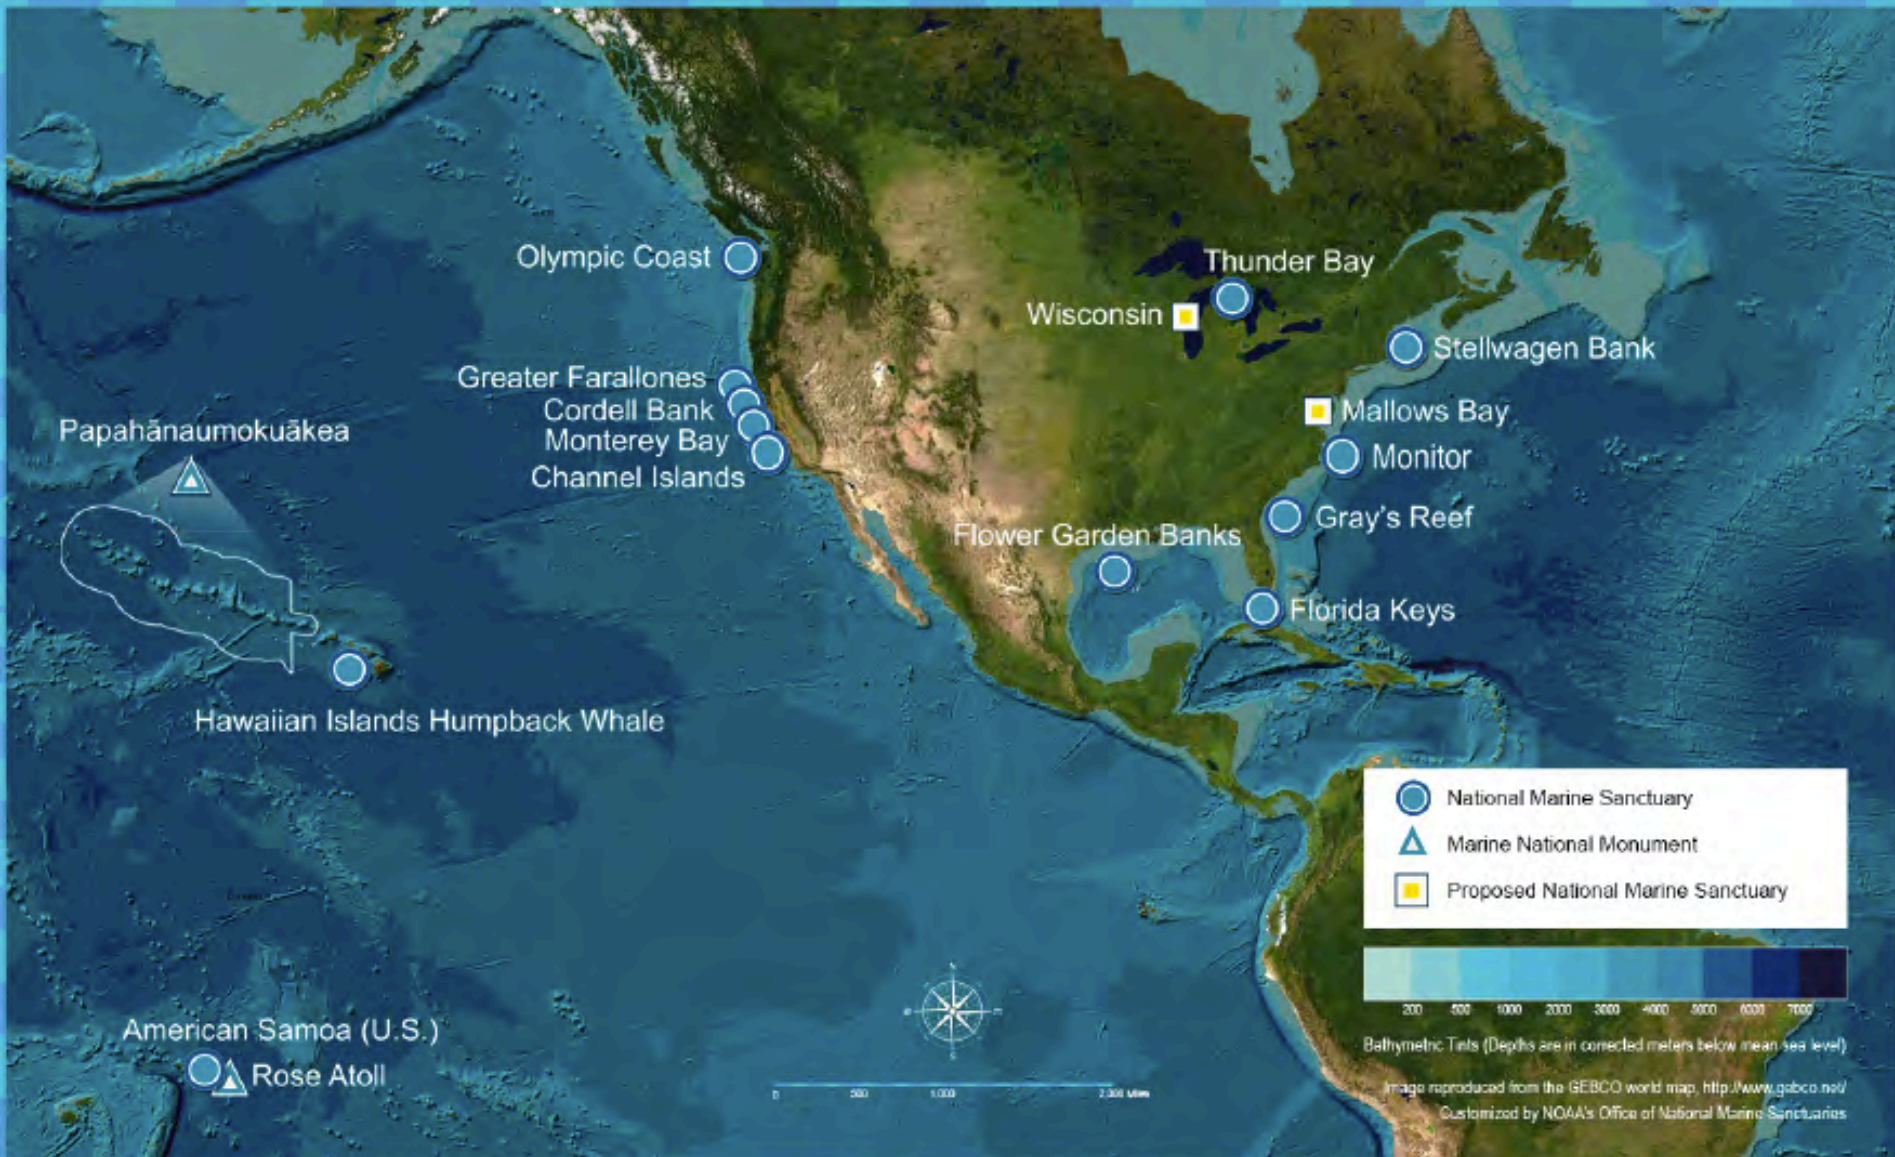 Olympic Coast
Thunder Bay
Wisconsin
Stellwagen Bank
Greater Farallones
Cordell Bank
Mallows Bay
Papahānaumokuākea
Monterey Bay
Monitor
Channel Islands
Gray's Reef
Flower Garden Banks
Florida Keys
Hawaiian Islands Humpback Whale
National Marine Sanctuary
Marine National Monument
Proposed National Marine Sanctuary
N
S
200 500 1000 2000 3000 4000 5000 6000 7000
American Samoa (U.S.)
Rose Atoll
Bathymetric Tints (Depths are in corrected meters below mean sea level)
0 500 1,000 Miles
Image reproduced from the GEBCO world map, http://www.gebco.net/
Customized by NOAA's Office of National Marine Sanctuaries